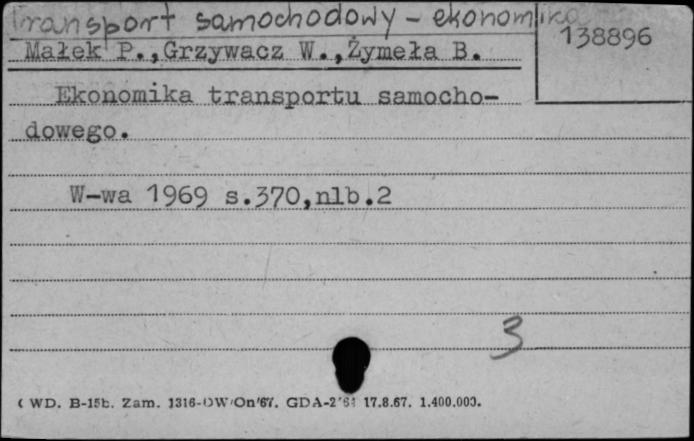 transport samochodowy - ekonomika
138896
Małek P.,Grzywacz W.,Żymeła B.
Ekonomika transportu samocho-
dowego.
W-wa 1969 s.370,nlb.2
3
WD. B-15b. Zam. 1316-OW/On/67. GDA-2 17.8.67. 1.400.000.